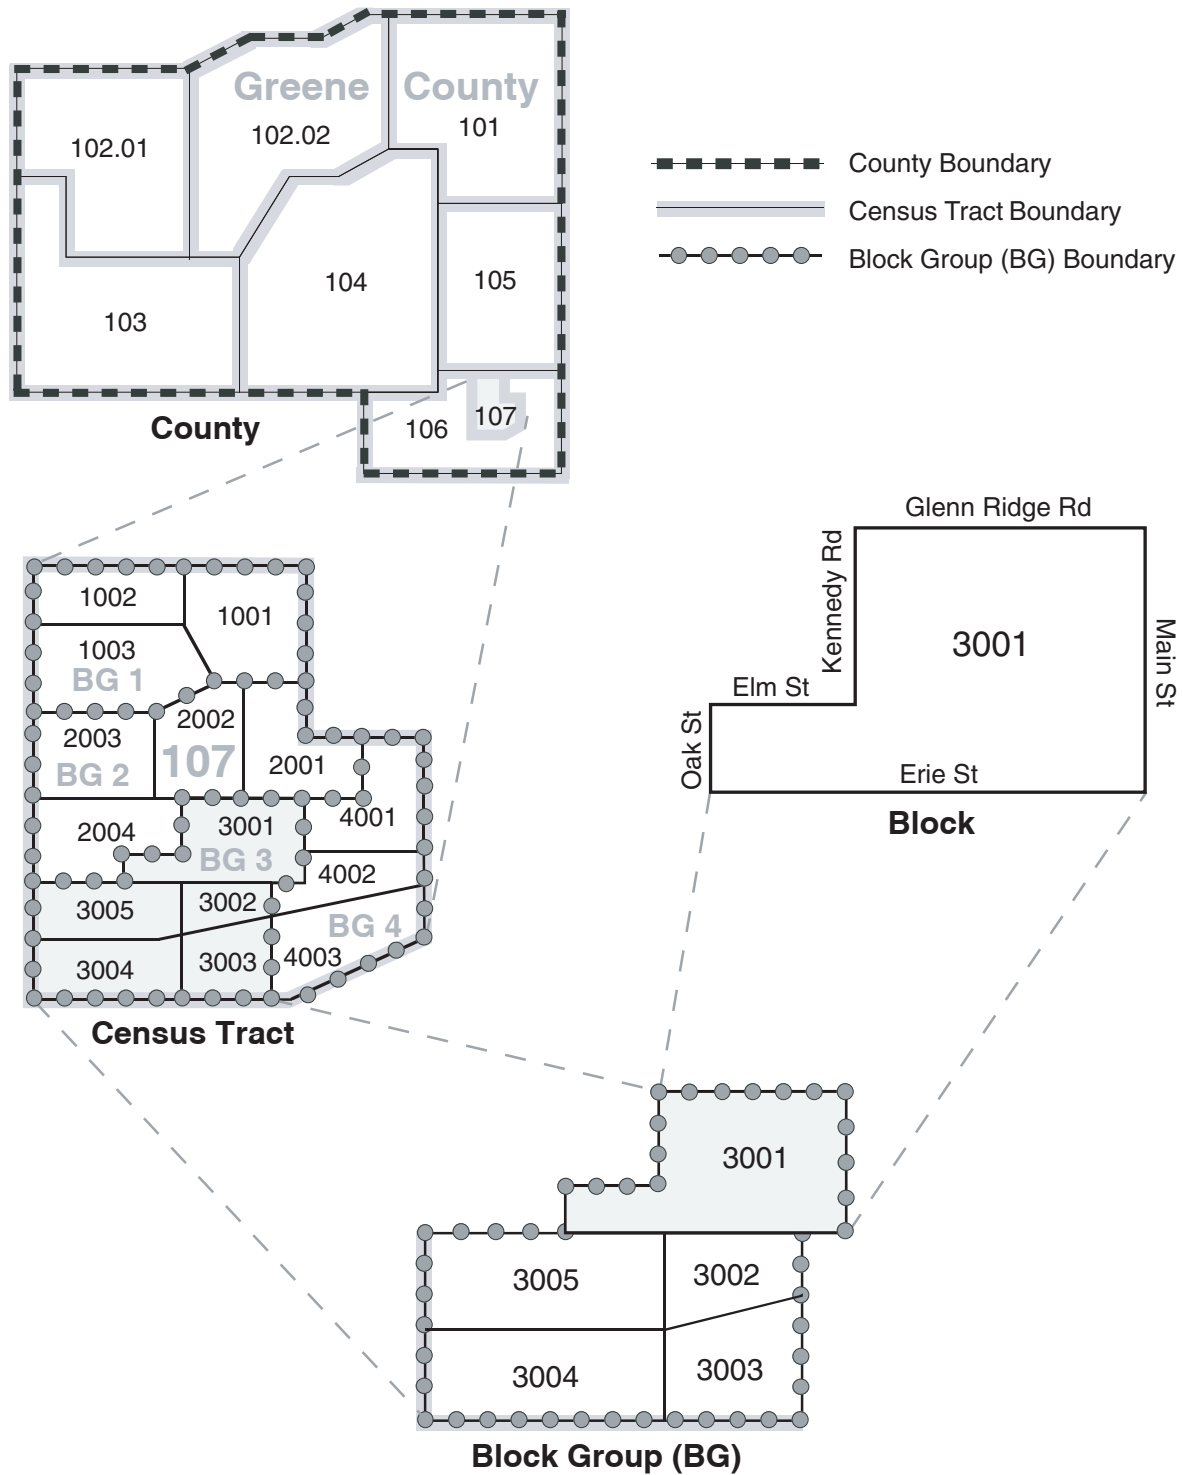 Greene County
102.01
102.02
101
103
104
105
106
107
County
County Boundary
Census Tract Boundary
Block Group (BG) Boundary
1002
1001
1003
BG 1
2002
2003
BG 2
107
2001
2004
3001
BG 3
4001
4002
3005
3002
BG 4
3004
3003
4003
Census Tract
Glenn Ridge Rd
Kennedy Rd
3001
Main St
Elm St
Oak St
Erie St
Block
3001
3005
3002
3004
3003
Block Group (BG)